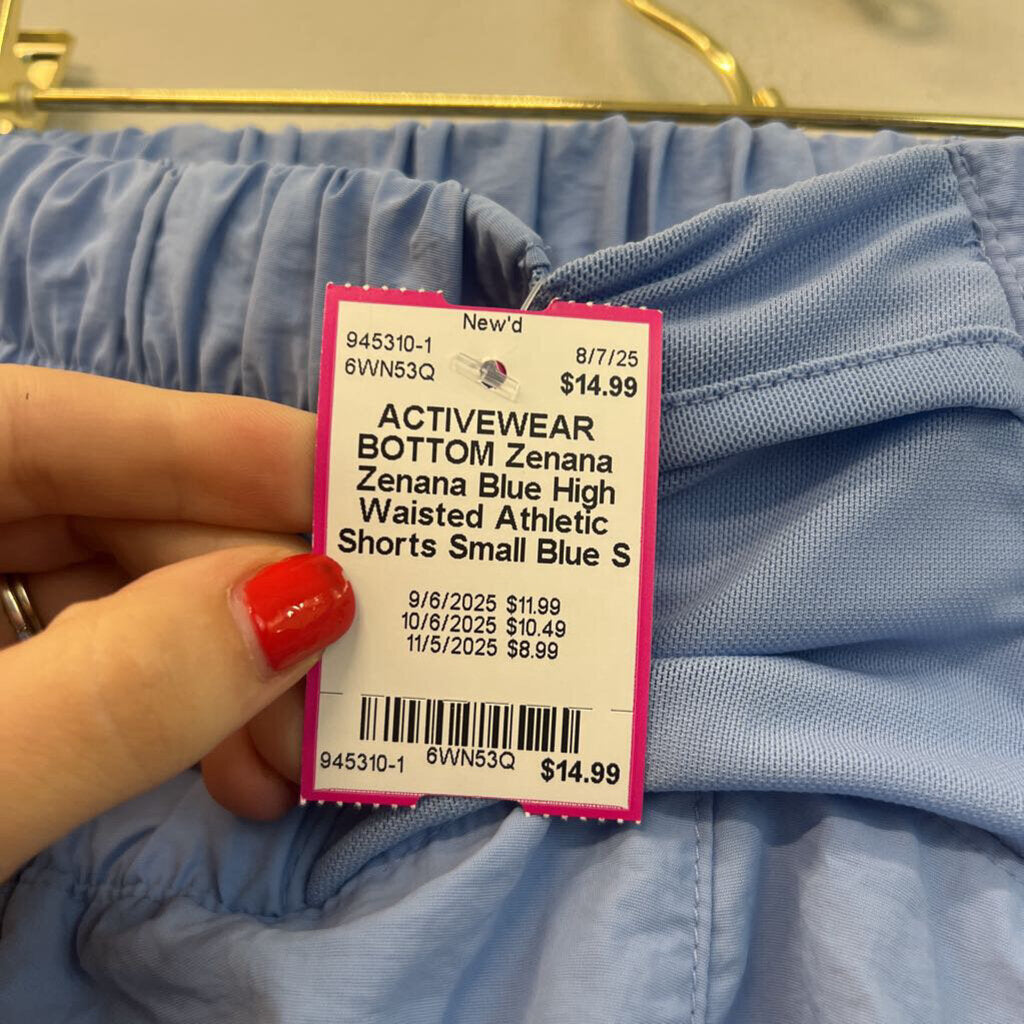 New'd
945310-1 8/7/25
6WN53Q $14.99
ACTIVEWEAR
BOTTOM Zenana
Zenana Blue High
Waisted Athletic
Shorts Small Blue S
9/6/2025 $11.99
10/6/2025 $10.49
11/5/2025 $8.99
945310-1 6WN53Q $14.99